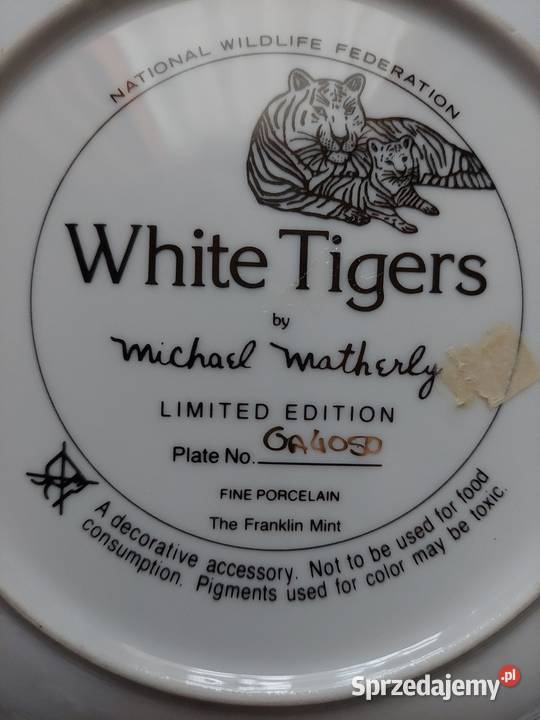 NATIONAL WILDLIFE FEDERATION
White Tigers
by
Michael Matherly
LIMITED EDITION
Plate No. GA4050
FINE PORCELAIN
The Franklin Mint
A decorative accessory. Not to be used for food
consumption. Pigments used for color may be toxic.
Sprzedajemy.pl